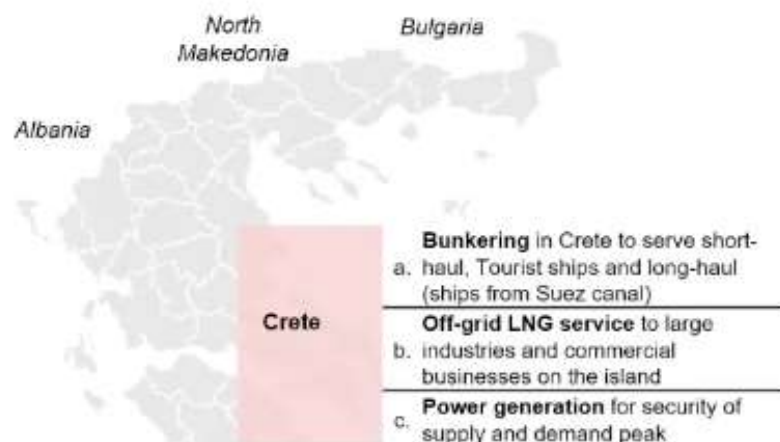 North
Makedonia
Bulgaria
Albania
Crete
a. Bunkering in Crete to serve short-
haul, Tourist ships and long-haul
(ships from Suez canal)
b. Off-grid LNG service to large
industries and commercial
businesses on the island
c. Power generation for security of
supply and demand peak